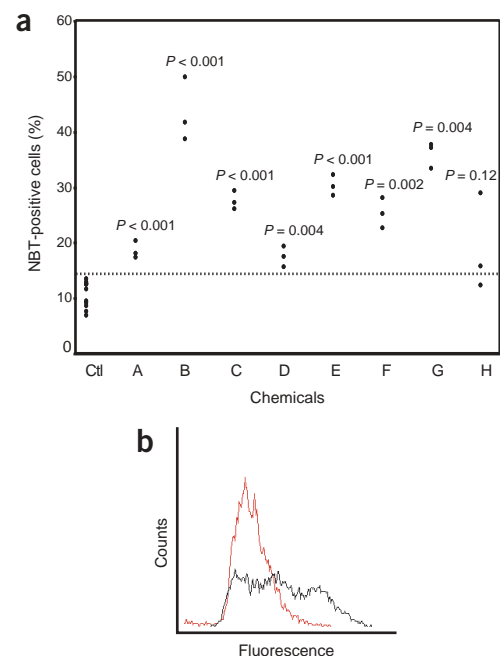 a
NBT-positive cells (%)
60
50
40
30
20
10
0
P < 0.001
P < 0.001
P < 0.001
P = 0.004
P < 0.001
P = 0.002
P = 0.004
P = 0.12
Ctl A B C D E F G H
Chemicals
b
Counts
Fluorescence